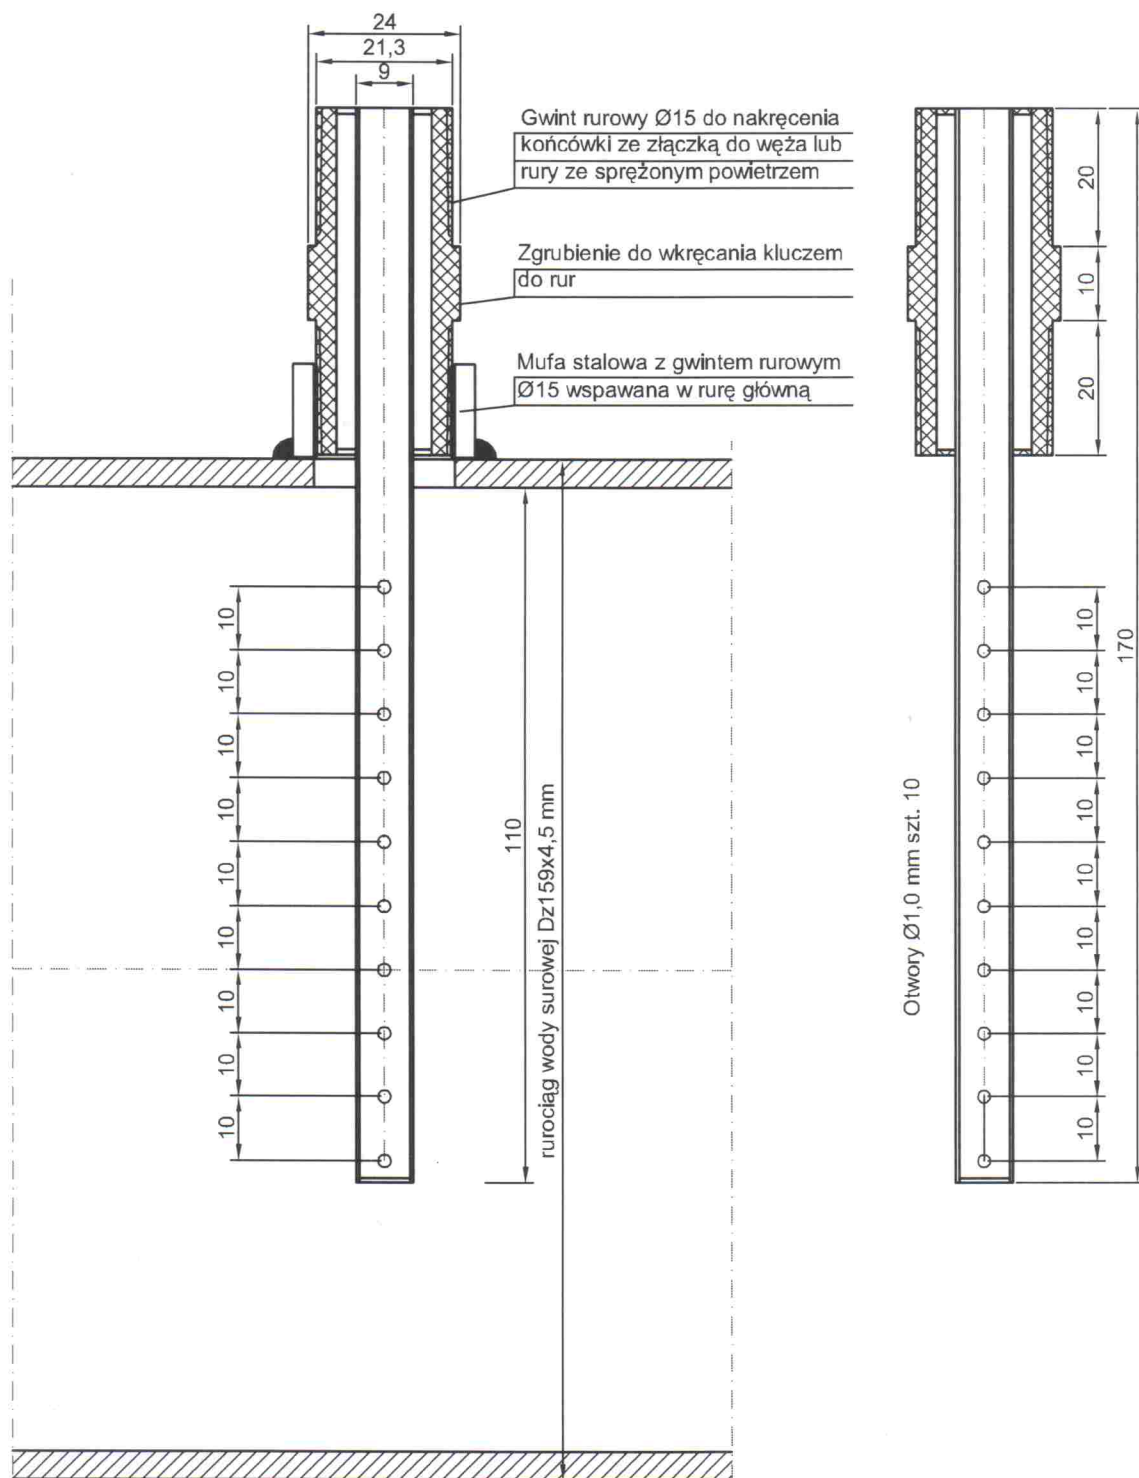 24
21,3
9
Gwint rurowy Ø15 do nakręcenia
końcówki ze złączką do węża lub
rury ze sprężonym powietrzem
Zgrubienie do wkręcania kluczem
do rur
Mufa stalowa z gwintem rurowym
Ø15 wspawana w rurę główną
20
10
20
10
10
10
10
10
10
10
10
10
110
rurociąg wody surowej Dz159x4,5 mm
Otwory Ø1,0 mm szt. 10
10
10
10
10
10
10
10
10
10
170